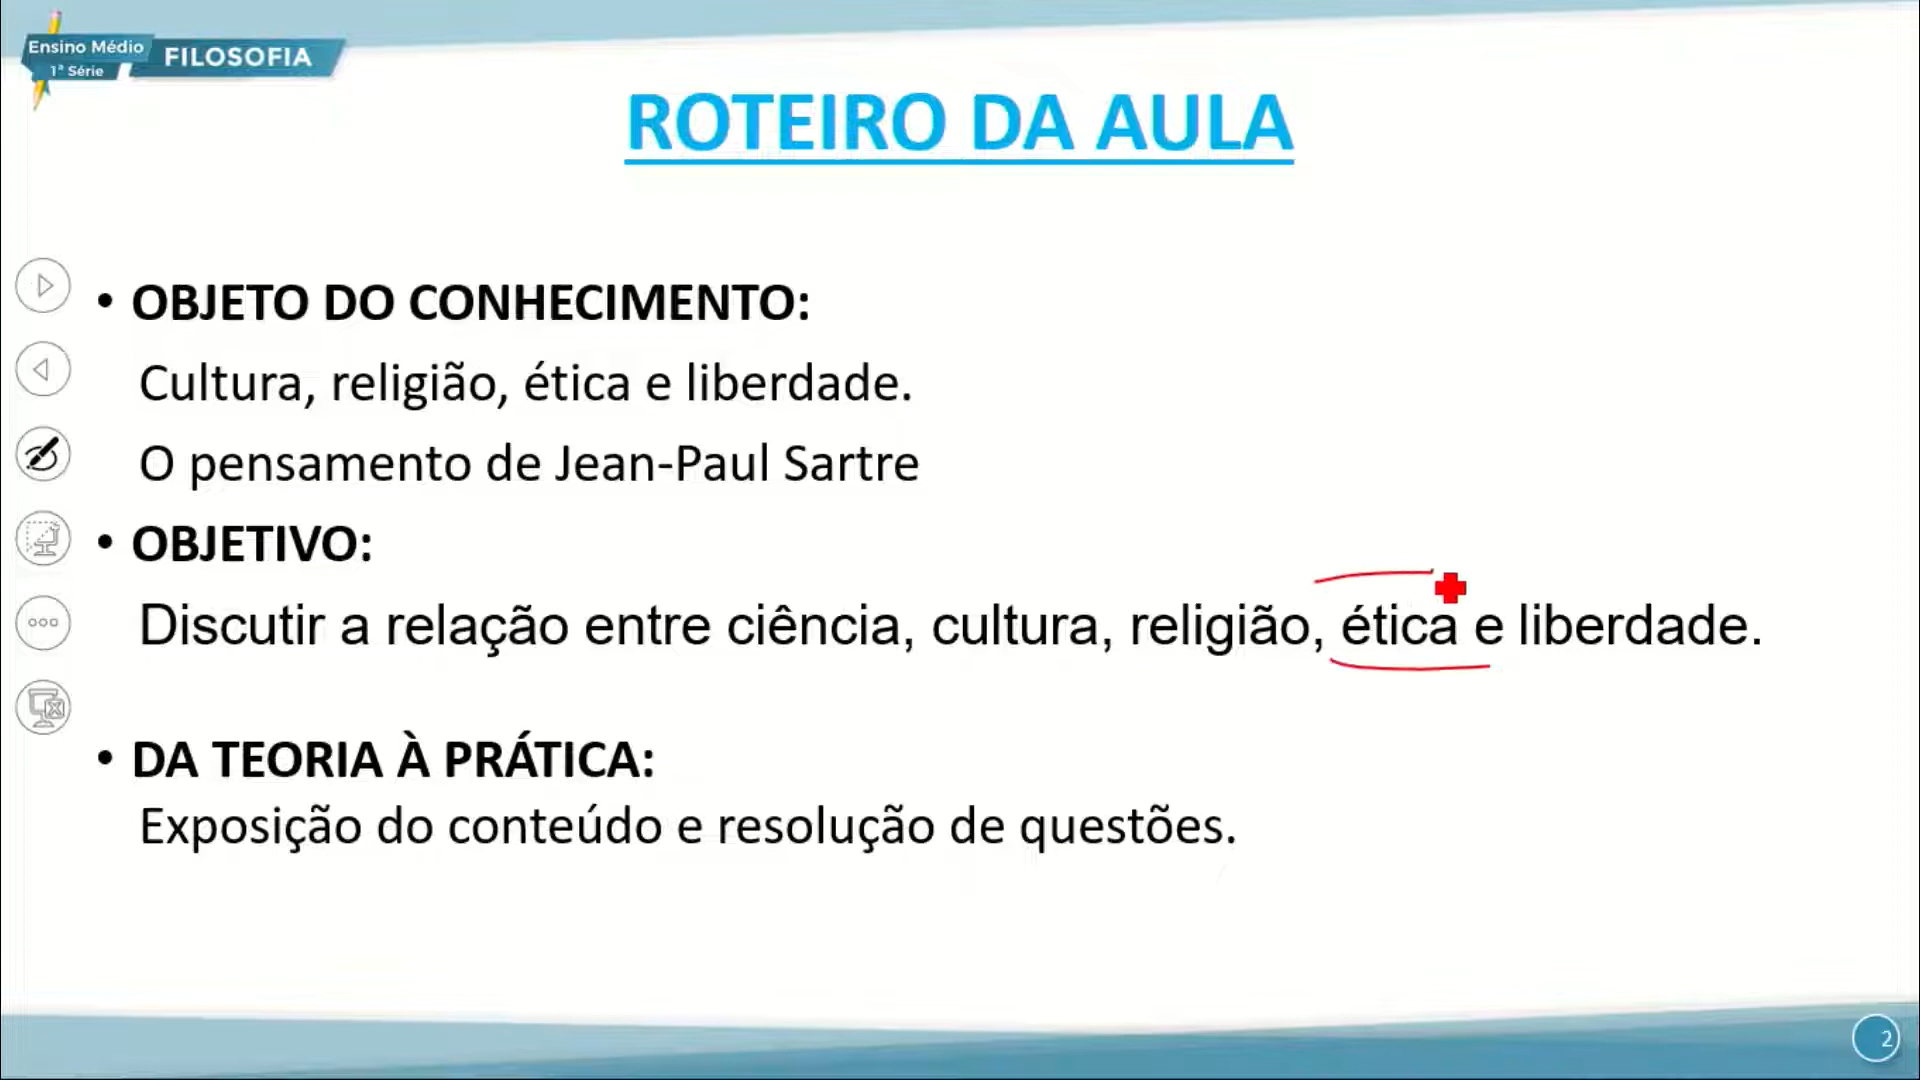 Ensino Médio
1ª Série
FILOSOFIA
ROTEIRO DA AULA
• OBJETO DO CONHECIMENTO:
Cultura, religião, ética e liberdade.
O pensamento de Jean-Paul Sartre
• OBJETIVO:
Discutir a relação entre ciência, cultura, religião, ética e liberdade.
• DA TEORIA À PRÁTICA:
Exposição do conteúdo e resolução de questões.
2